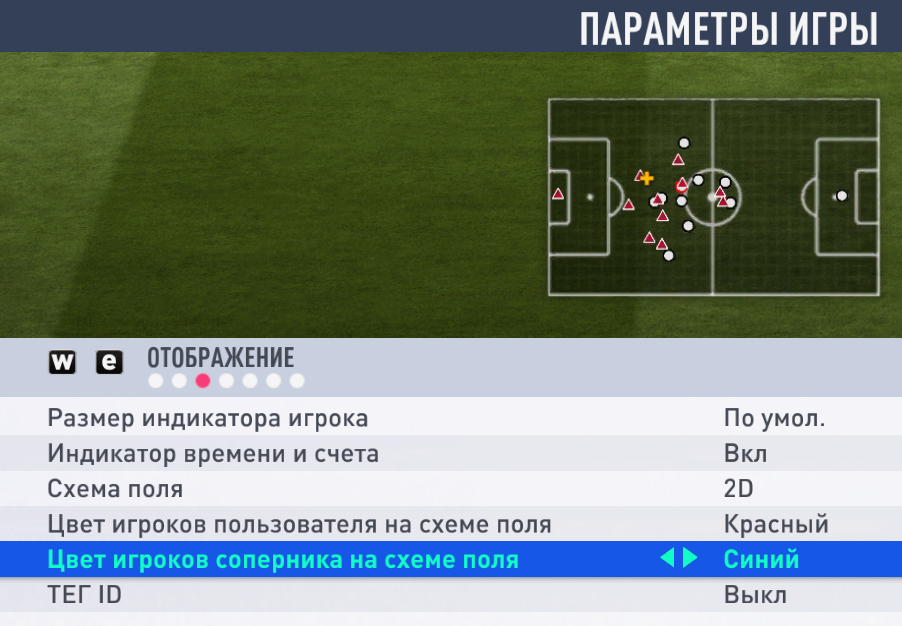 ПАРАМЕТРЫ ИГРЫ
w e ОТОБРАЖЕНИЕ
Размер индикатора игрока По умол.
Индикатор времени и счета Вкл
Схема поля 2D
Цвет игроков пользователя на схеме поля Красный
Цвет игроков соперника на схеме поля Синий
ТЕГ ID Выкл